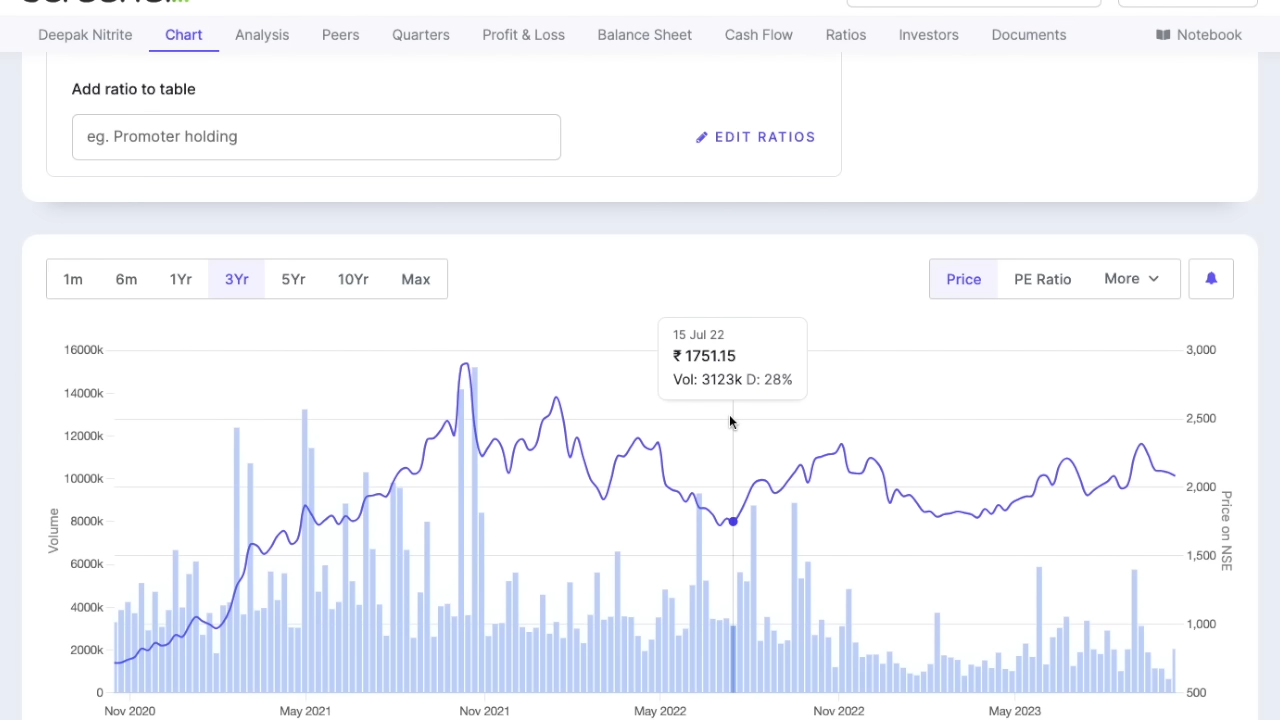 Deepak Nitrite Chart Analysis Peers Quarters Profit & Loss Balance Sheet Cash Flow Ratios Investors Documents Notebook
Add ratio to table
eg. Promoter holding
EDIT RATIOS
1m 6m 1Yr 3Yr 5Yr 10Yr Max
Price PE Ratio More
15 Jul 22
₹ 1751.15
Vol: 3123k D: 28%
16000k
14000k
12000k
10000k
8000k
6000k
4000k
2000k
0
Volume
3,000
2,500
2,000
1,500
1,000
500
Price on NSE
Nov 2020 May 2021 Nov 2021 May 2022 Nov 2022 May 2023